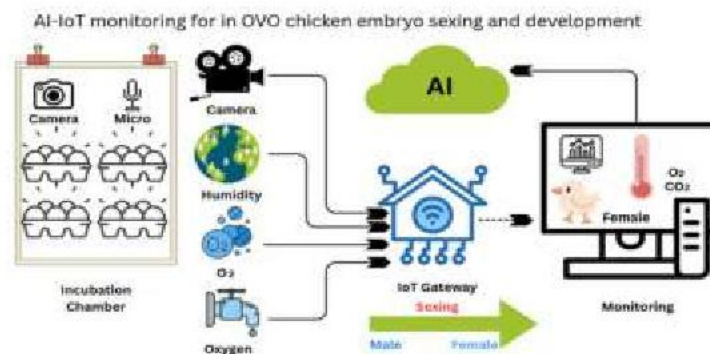 AI-IoT monitoring for in OVO chicken embryo sexing and development
Camera
Micro
Incubation
Chamber
Camera
Humidity
O₂
Oxygen
AI
IoT Gateway
Sexing
Male
Female
O₂
CO₂
Female
Monitoring